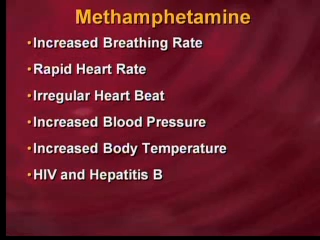 Methamphetamine
•Increased Breathing Rate
•Rapid Heart Rate
•Irregular Heart Beat
•Increased Blood Pressure
•Increased Body Temperature
•HIV and Hepatitis B